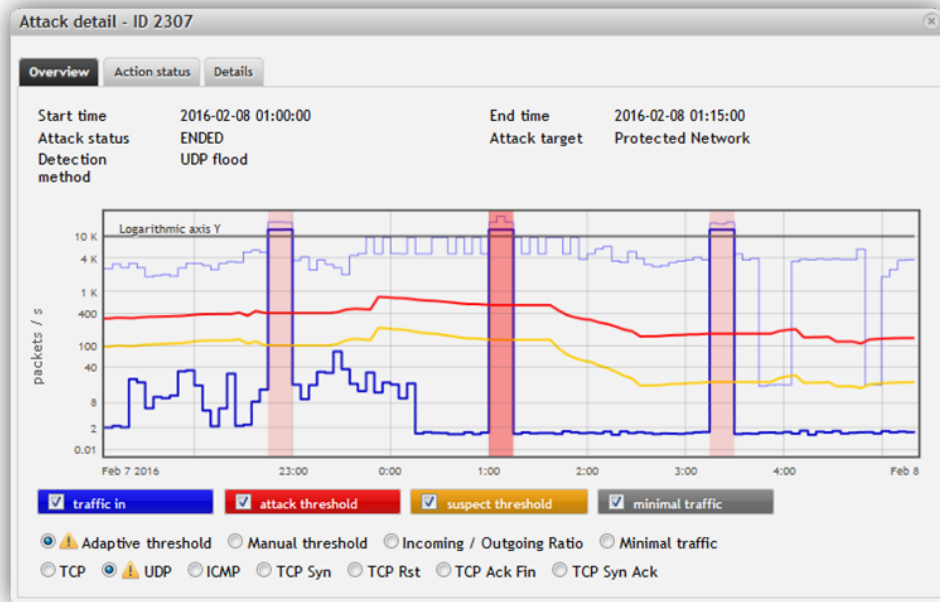 Attack detail - ID 2307
Overview Action status Details
Start time 2016-02-08 01:00:00 End time 2016-02-08 01:15:00
Attack status ENDED Attack target Protected Network
Detection method UDP flood
Logarithmic axis Y
packets / s
10 K
4 K
1 K
400
100
40
8
2
0.01
Feb 7 2016 23:00 0:00 1:00 2:00 3:00 4:00 Feb 8
traffic in attack threshold suspect threshold minimal traffic
Adaptive threshold Manual threshold Incoming / Outgoing Ratio Minimal traffic
TCP UDP ICMP TCP Syn TCP Rst TCP Ack Fin TCP Syn Ack